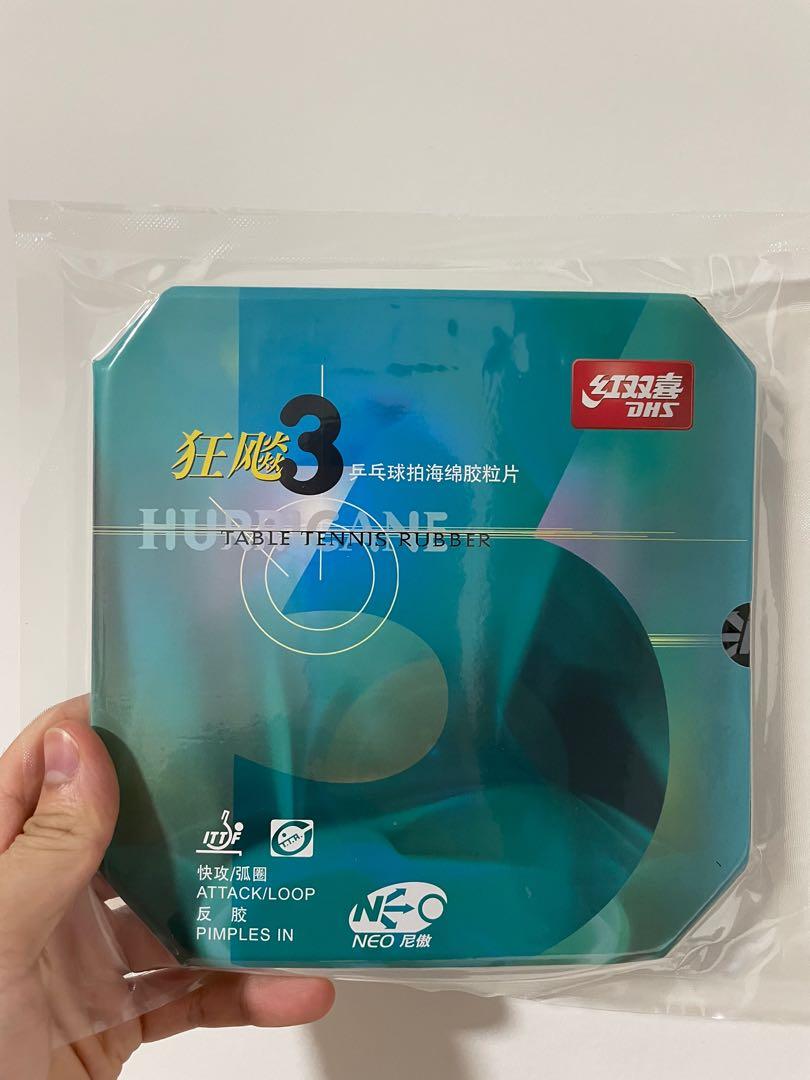 红双喜
DHS
狂飚3
乒乓球拍海绵胶粒片
HURRICANE
TABLE TENNIS RUBBER
ITTF
T.T.A.
快攻/弧圈
ATTACK/LOOP
反 胶
PIMPLES IN
NEO
NEO 尼傲